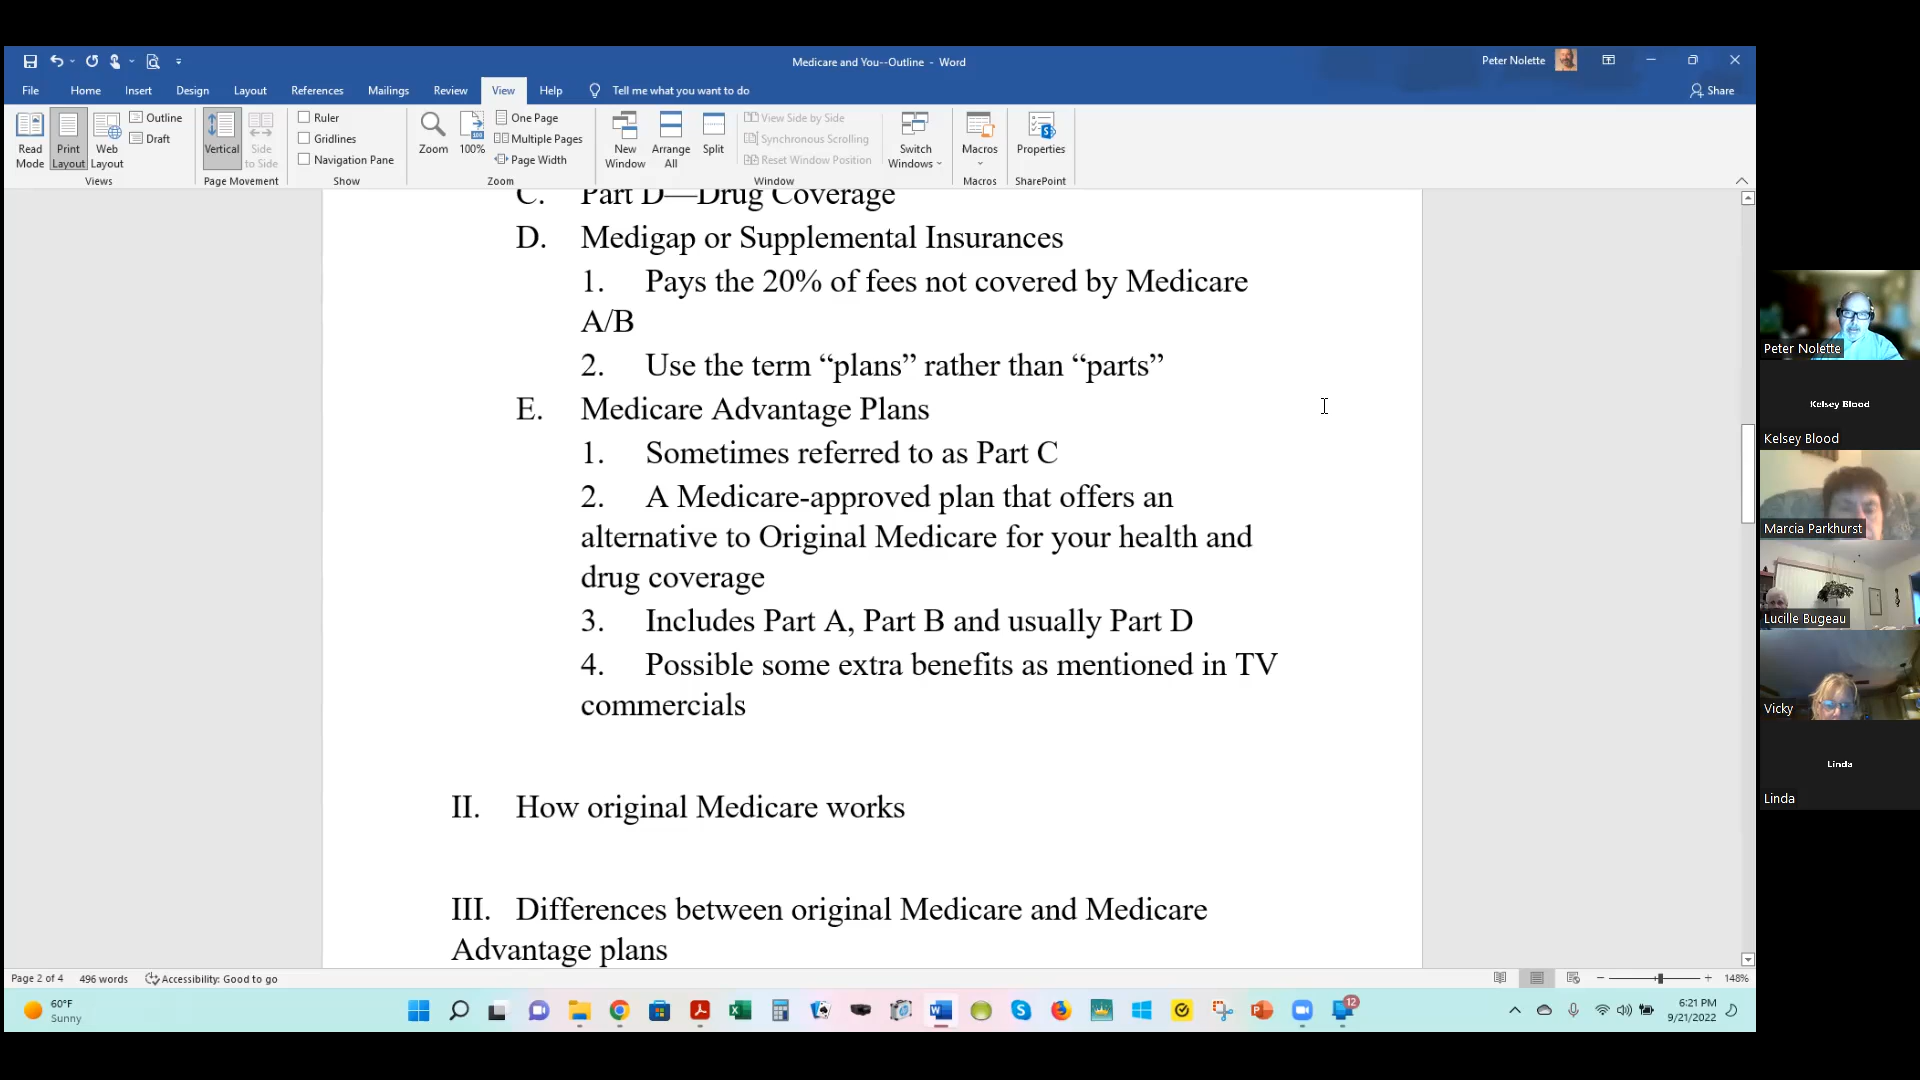 Medicare and You--Outline - Word
Peter Nolette
File Home Insert Design Layout References Mailings Review View Help Tell me what you want to do Share
Read Mode
Print Layout
Web Layout
Outline
Draft
Views
Vertical
Side to Side
Page Movement
Ruler
Gridlines
Navigation Pane
Show
Zoom
100%
One Page
Multiple Pages
Page Width
Zoom
New Window
Arrange All
Split
View Side by Side
Synchronous Scrolling
Reset Window Position
Window
Switch Windows
Macros
Macros
Properties
SharePoint
C. Part D—Drug Coverage
D. Medigap or Supplemental Insurances
1. Pays the 20% of fees not covered by Medicare
A/B
2. Use the term “plans” rather than “parts”
E. Medicare Advantage Plans
1. Sometimes referred to as Part C
2. A Medicare-approved plan that offers an
alternative to Original Medicare for your health and
drug coverage
3. Includes Part A, Part B and usually Part D
4. Possible some extra benefits as mentioned in TV
commercials
II. How original Medicare works
III. Differences between original Medicare and Medicare
Advantage plans
Peter Nolette
Kelsey Blood
Kelsey Blood
Marcia Parkhurst
Lucille Bugeau
Vicky
Linda
Linda
Page 2 of 4 496 words Accessibility: Good to go 148%
60°F
Sunny
12
6:21 PM
9/21/2022